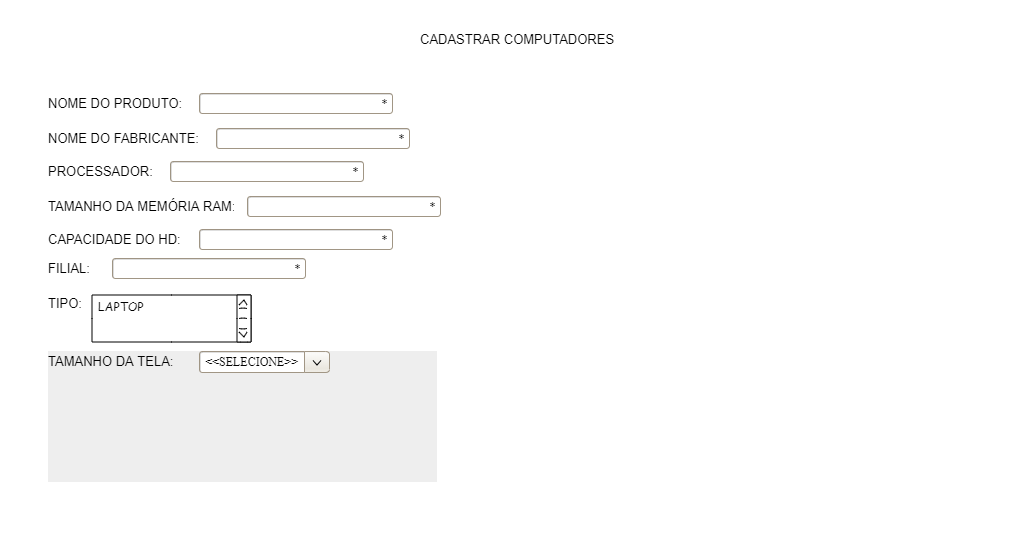 CADASTRAR COMPUTADORES
NOME DO PRODUTO: *
NOME DO FABRICANTE: *
PROCESSADOR: *
TAMANHO DA MEMÓRIA RAM: *
CAPACIDADE DO HD: *
FILIAL: *
TIPO: LAPTOP
TAMANHO DA TELA: <<SELECIONE>>